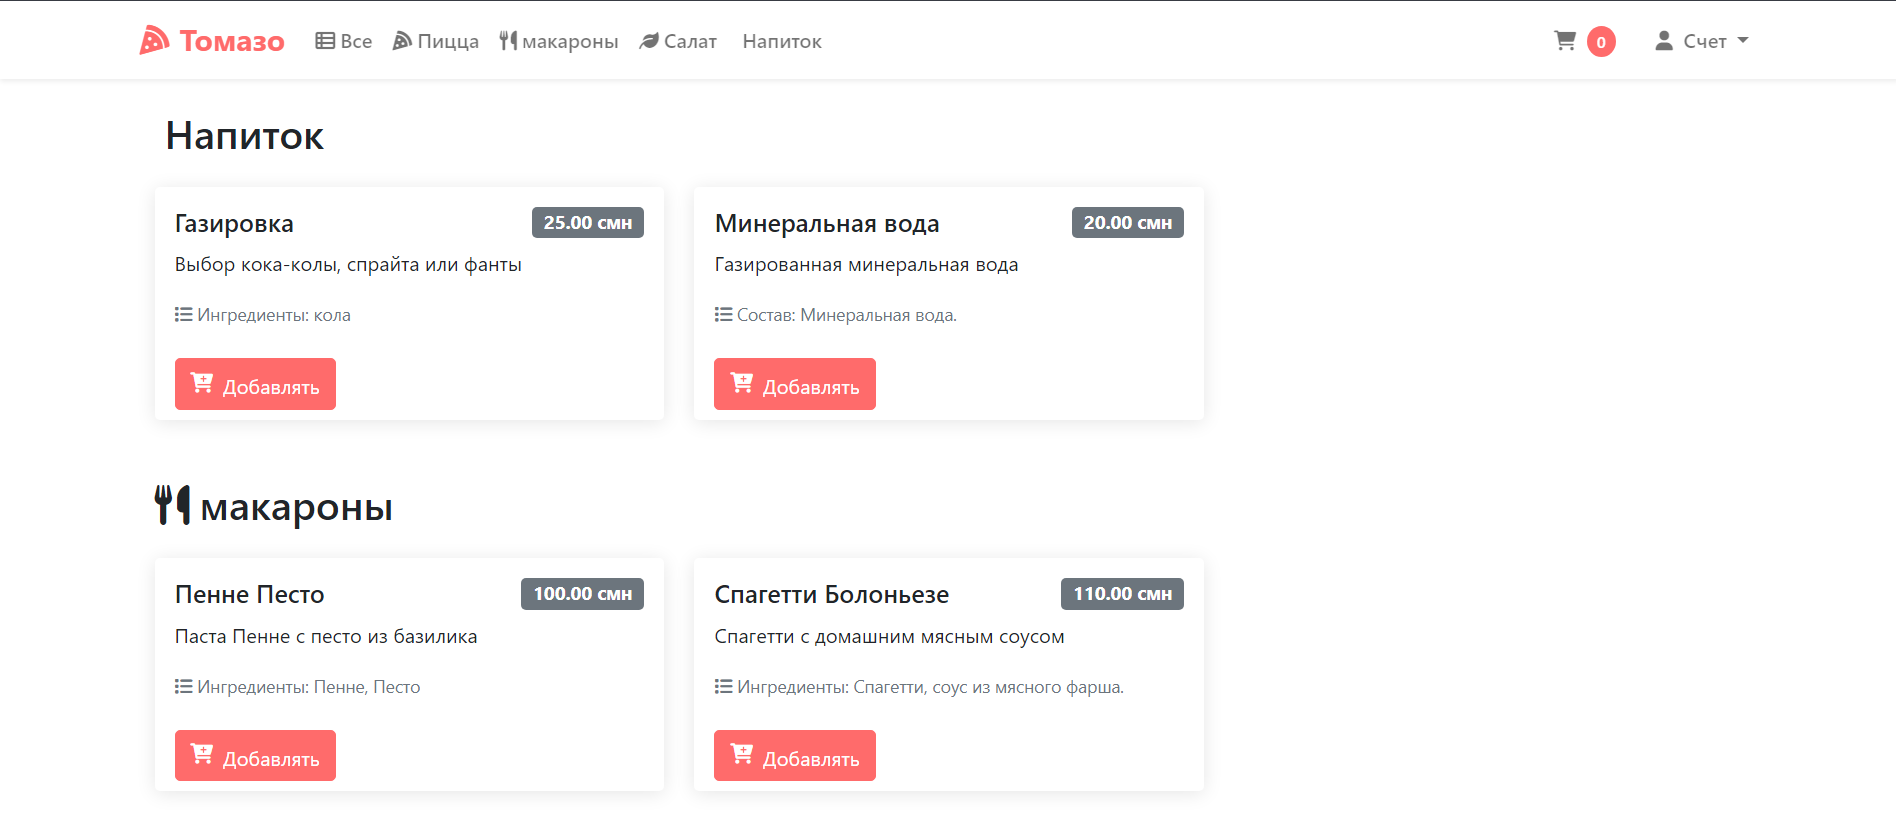 Томазо Все Пицца макароны Салат Напиток 0 Счет
Напиток
Газировка 25.00 смн
Выбор кока-колы, спрайта или фанты
Ингредиенты: кола
Добавлять
Минеральная вода 20.00 смн
Газированная минеральная вода
Состав: Минеральная вода.
Добавлять
макароны
Пенне Песто 100.00 смн
Паста Пенне с песто из базилика
Ингредиенты: Пенне, Песто
Добавлять
Спагетти Болоньезе 110.00 смн
Спагетти с домашним мясным соусом
Ингредиенты: Спагетти, соус из мясного фарша.
Добавлять